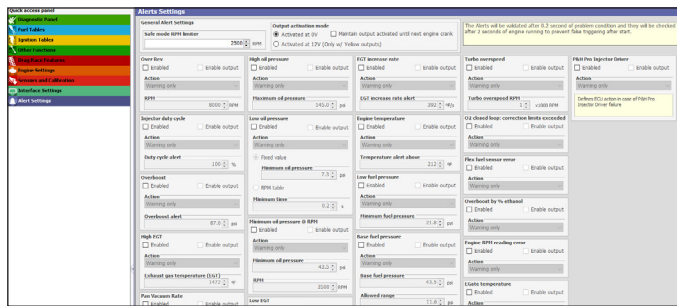 Quick access panel
Diagnostic Panel
Fuel Tables
Ignition Tables
Other Functions
Drag Race Features
Engine Settings
Sensors and Calibration
Interface Settings
Alert Settings
Alerts Settings
General Alert Settings
Safe mode RPM limiter
2500 RPM
Output activation mode
Activated at 0V
Maintain output activated until next engine crank
Activated at 12V (Only w/ Yellow outputs)
The Alerts will be validated after 0.2 second of problem condition and they will be checked
after 2 seconds of engine running to prevent false triggering after start.
Over Rev
Enabled Enable output
Action
Warning only
RPM
8000 RPM
Injector duty cycle
Enabled Enable output
Action
Warning only
Duty cycle alert
100 %
Overboost
Enabled Enable output
Action
Warning only
Overboost alert
87.0 psi
High EGT
Enabled Enable output
Action
Warning only
Exhaust gas temperature (EGT)
1472 ºF
Pan Vacuum Rate
Enabled Enable output
High oil pressure
Enabled Enable output
Action
Warning only
Maximum oil pressure
145.0 psi
Low oil pressure
Enabled Enable output
Action
Warning only
Fixed value
Minimum oil pressure
7.3 psi
RPM table
Minimum time
0.2 s
Minimum oil pressure @ RPM
Enabled Enable output
Action
Warning only
Minimum oil pressure
43.5 psi
RPM
3500 RPM
Low EGT
EGT increase rate
Enabled Enable output
Action
Warning only
EGT increase rate alert
392 ºF/s
Engine temperature
Enabled Enable output
Action
Warning only
Temperature alert above
212 ºF
Low fuel pressure
Enabled Enable output
Action
Warning only
Minimum fuel pressure
21.8 psi
Base fuel pressure
Enabled Enable output
Action
Warning only
Base fuel pressure
43.5 psi
Allowed range
11.6 psi
Turbo overspeed
Enabled Enable output
Action
Warning only
Turbo overspeed RPM
1 x1000 RPM
O2 closed loop: correction limits exceeded
Enabled Enable output
Action
Warning only
Flex fuel sensor error
Enabled Enable output
Action
Warning only
Overboost by % ethanol
Enabled Enable output
Action
Warning only
Engine RPM reading error
Enabled Enable output
Action
Warning only
EGate temperature
Enabled Enable output
Action
P&H Pro Injector Driver
Enabled Enable output
Action
Warning only
Defines ECU action in case of P&H Pro
Injector Driver failure